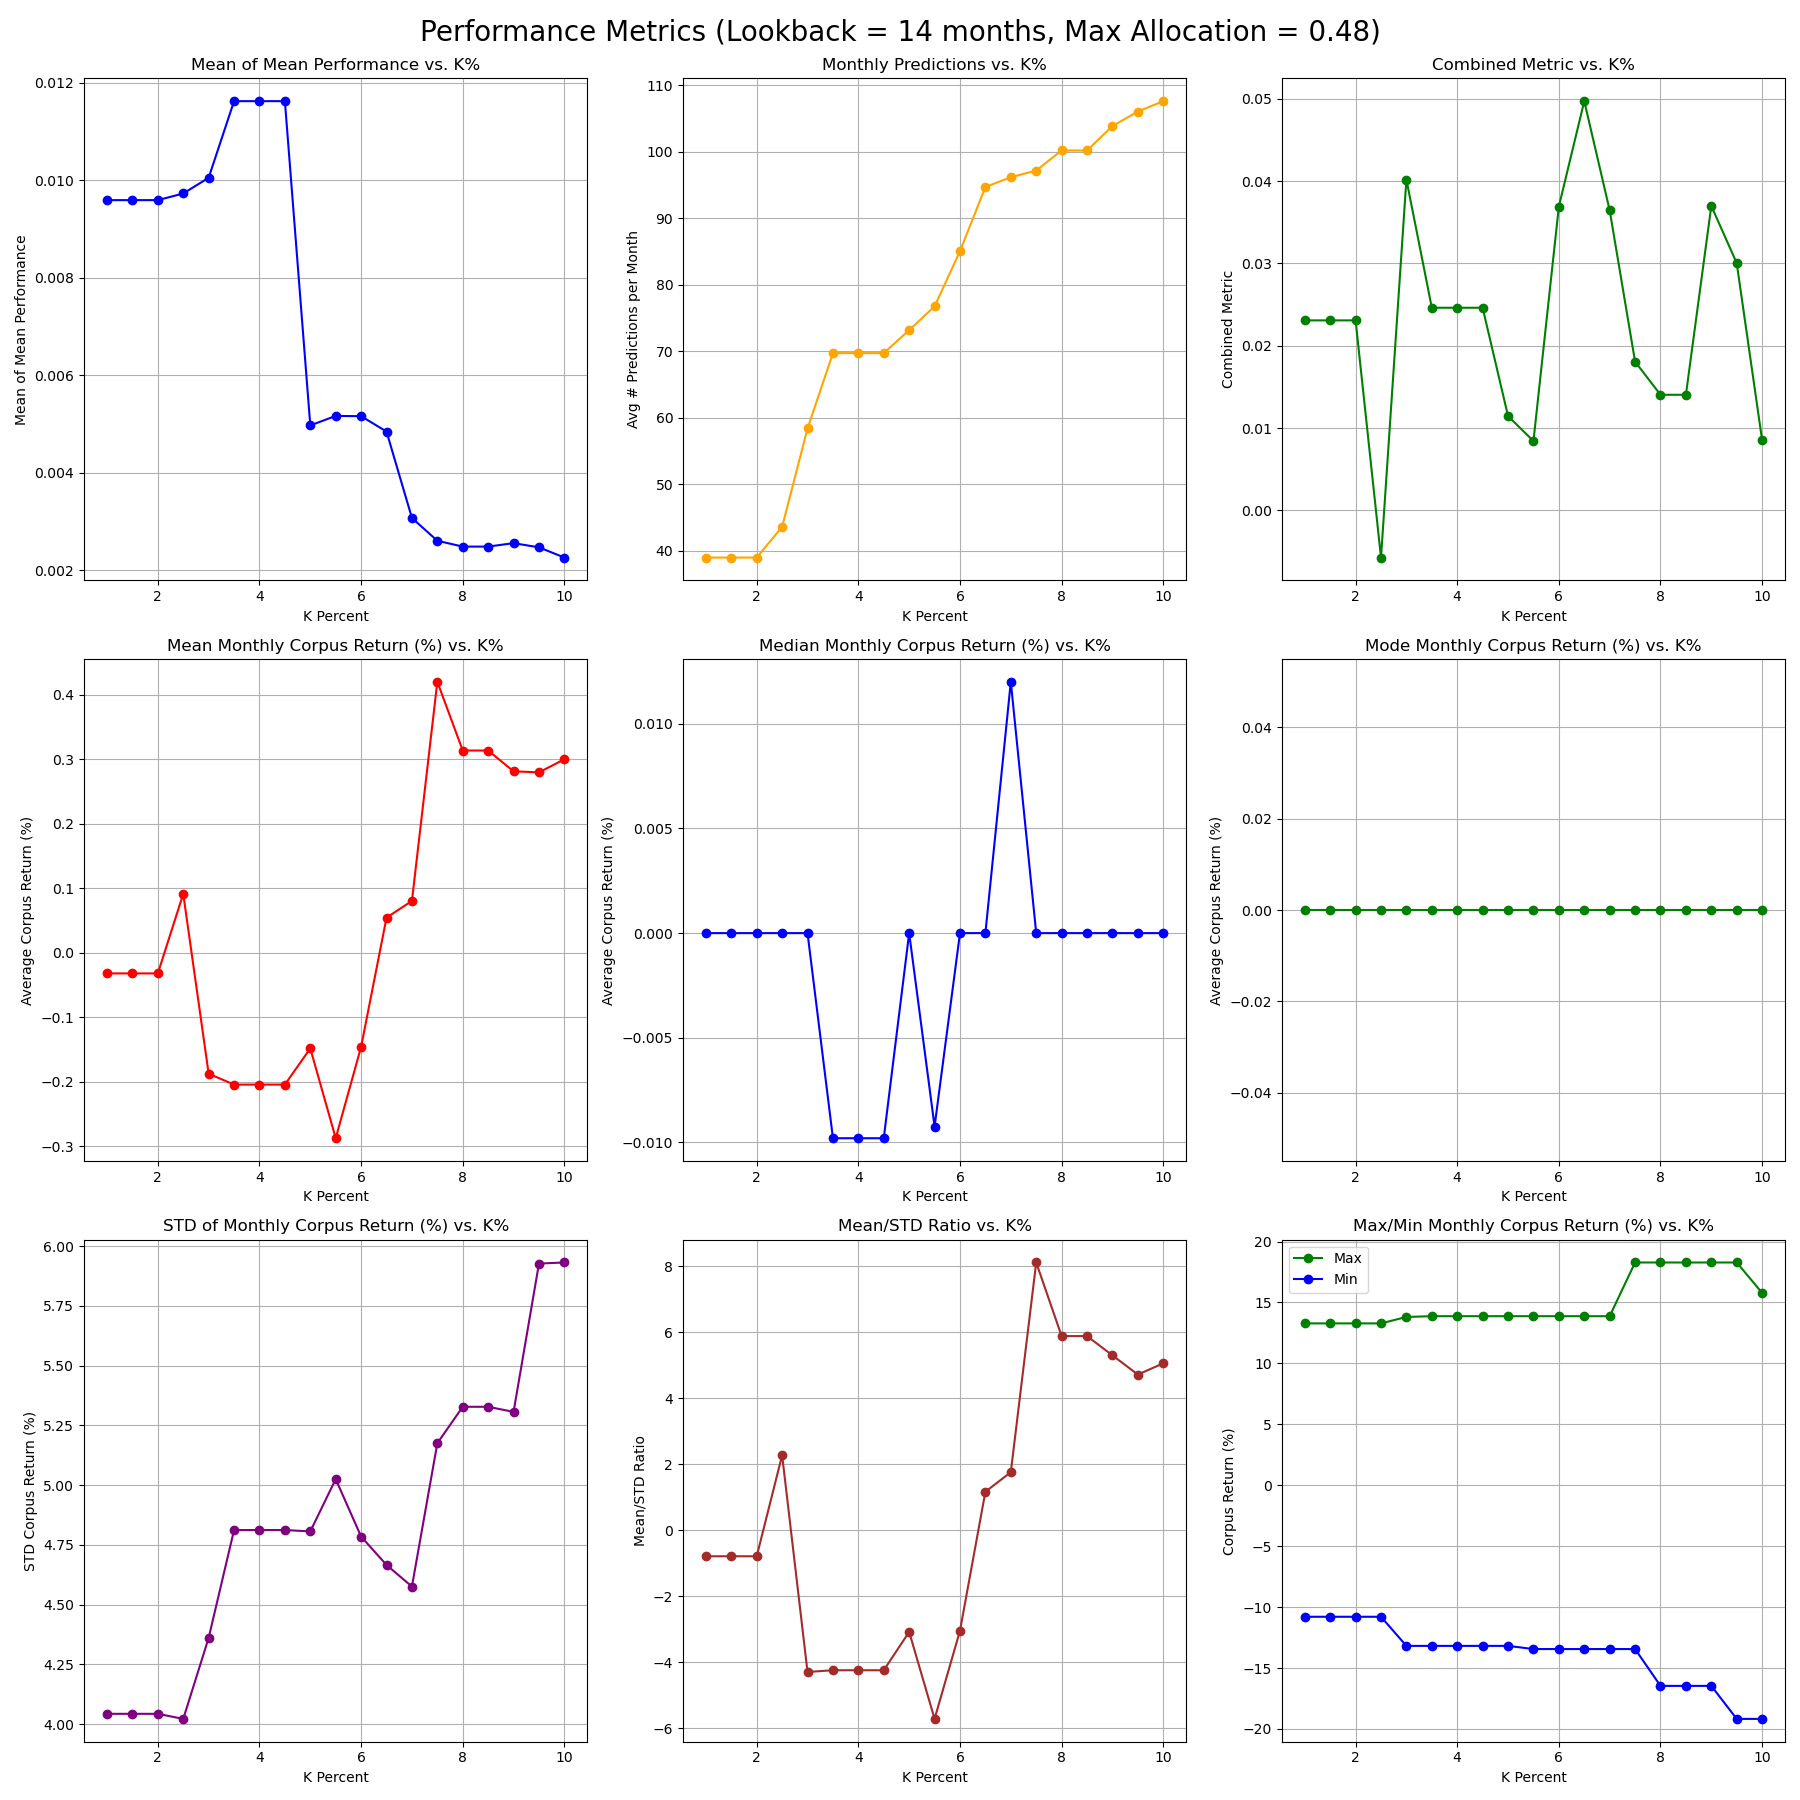 Performance Metrics (Lookback = 14 months, Max Allocation = 0.48)
Mean of Mean Performance vs. K%
Mean of Mean Performance
0.012
0.010
0.008
0.006
0.004
0.002
2 4 6 8 10
K Percent
Monthly Predictions vs. K%
Avg # Predictions per Month
110
100
90
80
70
60
50
40
2 4 6 8 10
K Percent
Combined Metric vs. K%
Combined Metric
0.05
0.04
0.03
0.02
0.01
0.00
2 4 6 8 10
K Percent
Mean Monthly Corpus Return (%) vs. K%
Average Corpus Return (%)
0.4
0.3
0.2
0.1
0.0
−0.1
−0.2
−0.3
2 4 6 8 10
K Percent
Median Monthly Corpus Return (%) vs. K%
Average Corpus Return (%)
0.010
0.005
0.000
−0.005
−0.010
2 4 6 8 10
K Percent
Mode Monthly Corpus Return (%) vs. K%
Average Corpus Return (%)
0.04
0.02
0.00
−0.02
−0.04
2 4 6 8 10
K Percent
STD of Monthly Corpus Return (%) vs. K%
STD Corpus Return (%)
6.00
5.75
5.50
5.25
5.00
4.75
4.50
4.25
4.00
2 4 6 8 10
K Percent
Mean/STD Ratio vs. K%
Mean/STD Ratio
8
6
4
2
0
−2
−4
−6
2 4 6 8 10
K Percent
Max/Min Monthly Corpus Return (%) vs. K%
Max
Min
Corpus Return (%)
20
15
10
5
0
−5
−10
−15
−20
2 4 6 8 10
K Percent